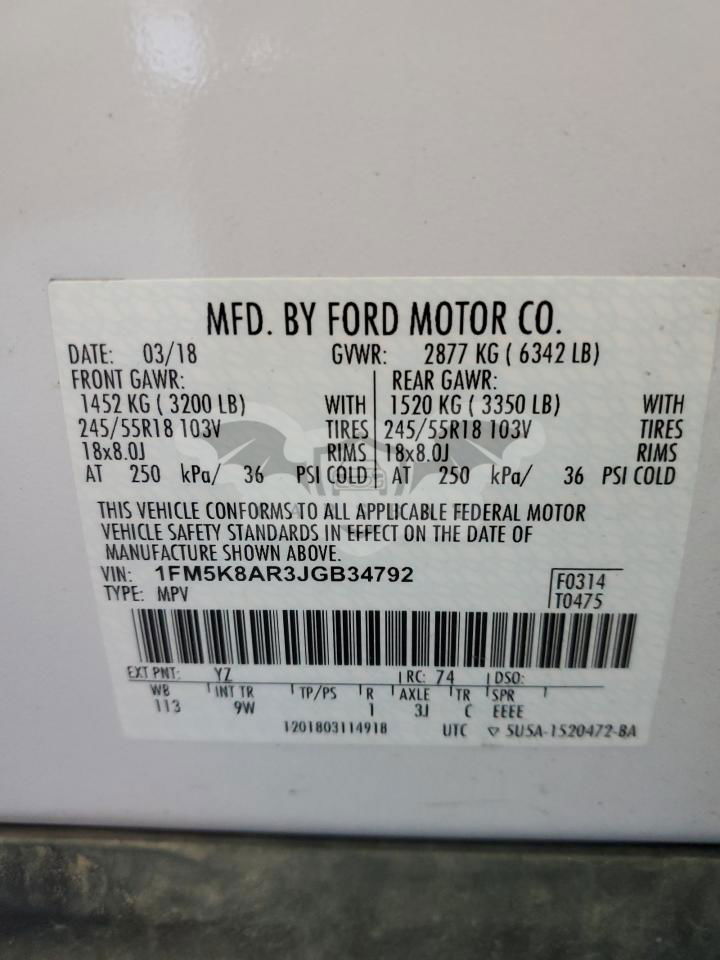 MFD. BY FORD MOTOR CO.
DATE: 03/18 GVWR: 2877 KG ( 6342 LB)
FRONT GAWR: REAR GAWR:
1452 KG ( 3200 LB) WITH 1520 KG ( 3350 LB) WITH
245/55R18 103V TIRES 245/55R18 103V TIRES
18x8.0J RIMS 18x8.0J RIMS
AT 250 kPa/ 36 PSI COLD AT 250 kPa/ 36 PSI COLD
THIS VEHICLE CONFORMS TO ALL APPLICABLE FEDERAL MOTOR
VEHICLE SAFETY STANDARDS IN EFFECT ON THE DATE OF
MANUFACTURE SHOWN ABOVE.
VIN: 1FM5K8AR3JGB34792 F0314
TYPE: MPV T0475
EXT PNT: YZ RC: 74 DSO:
WB INT TR TP/PS R AXLE TR SPR
113 9W 1 3J C EEEE
1201803114918 UTC 5U5A-1520472-BA